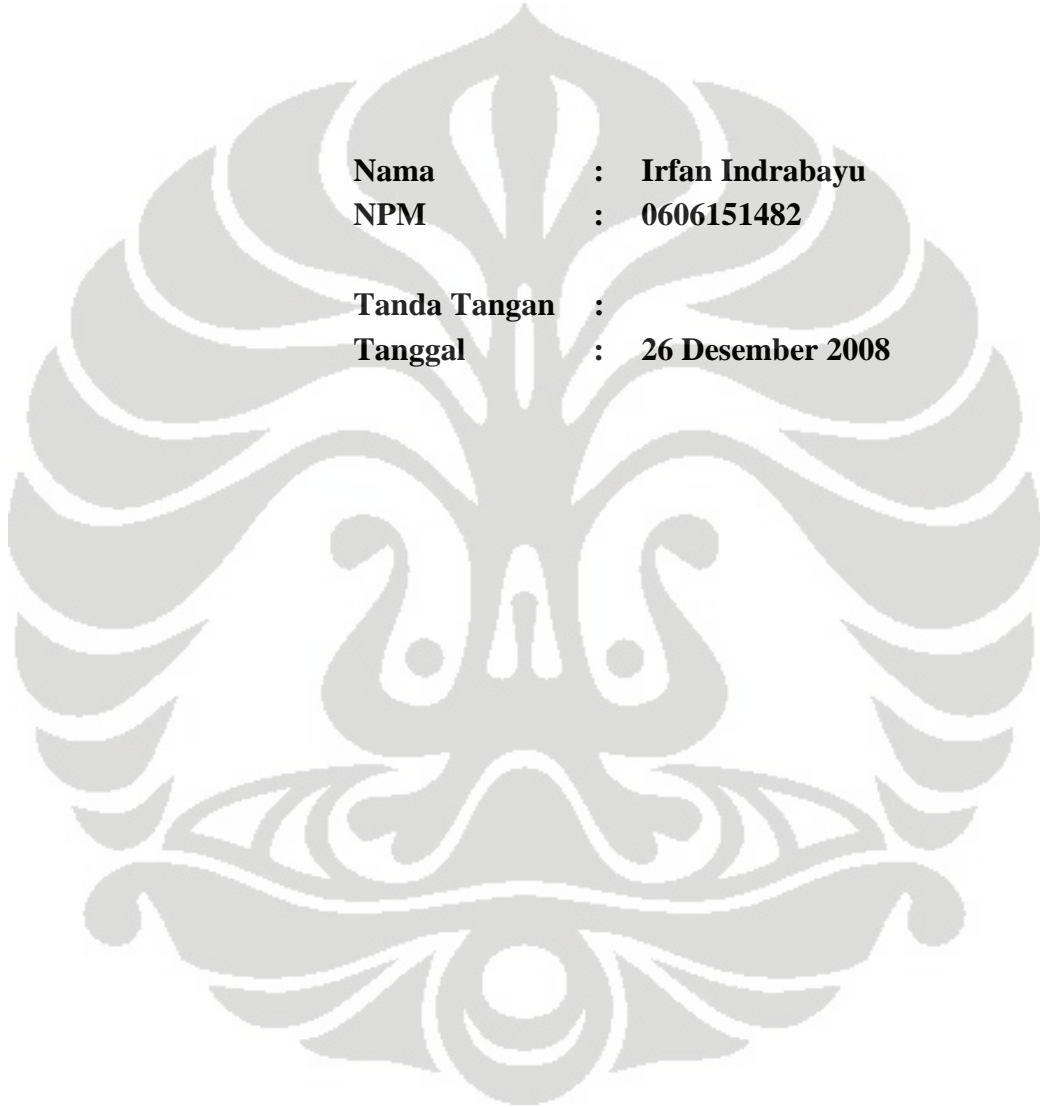 Nama : Irfan Indrabayu
NPM : 0606151482
Tanda Tangan :
Tanggal : 26 Desember 2008